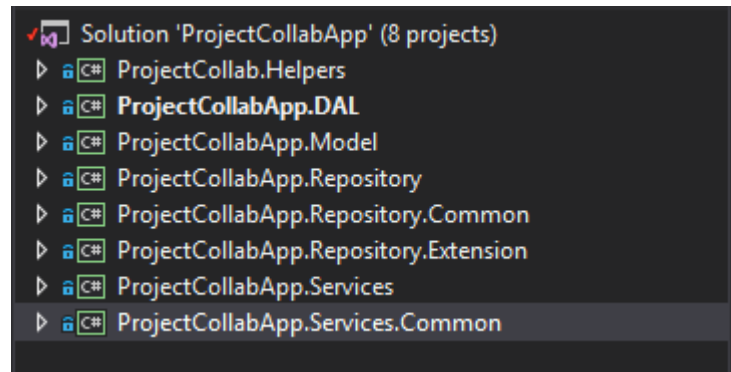 Solution 'ProjectCollabApp' (8 projects)
C# ProjectCollab.Helpers
C# ProjectCollabApp.DAL
C# ProjectCollabApp.Model
C# ProjectCollabApp.Repository
C# ProjectCollabApp.Repository.Common
C# ProjectCollabApp.Repository.Extension
C# ProjectCollabApp.Services
C# ProjectCollabApp.Services.Common